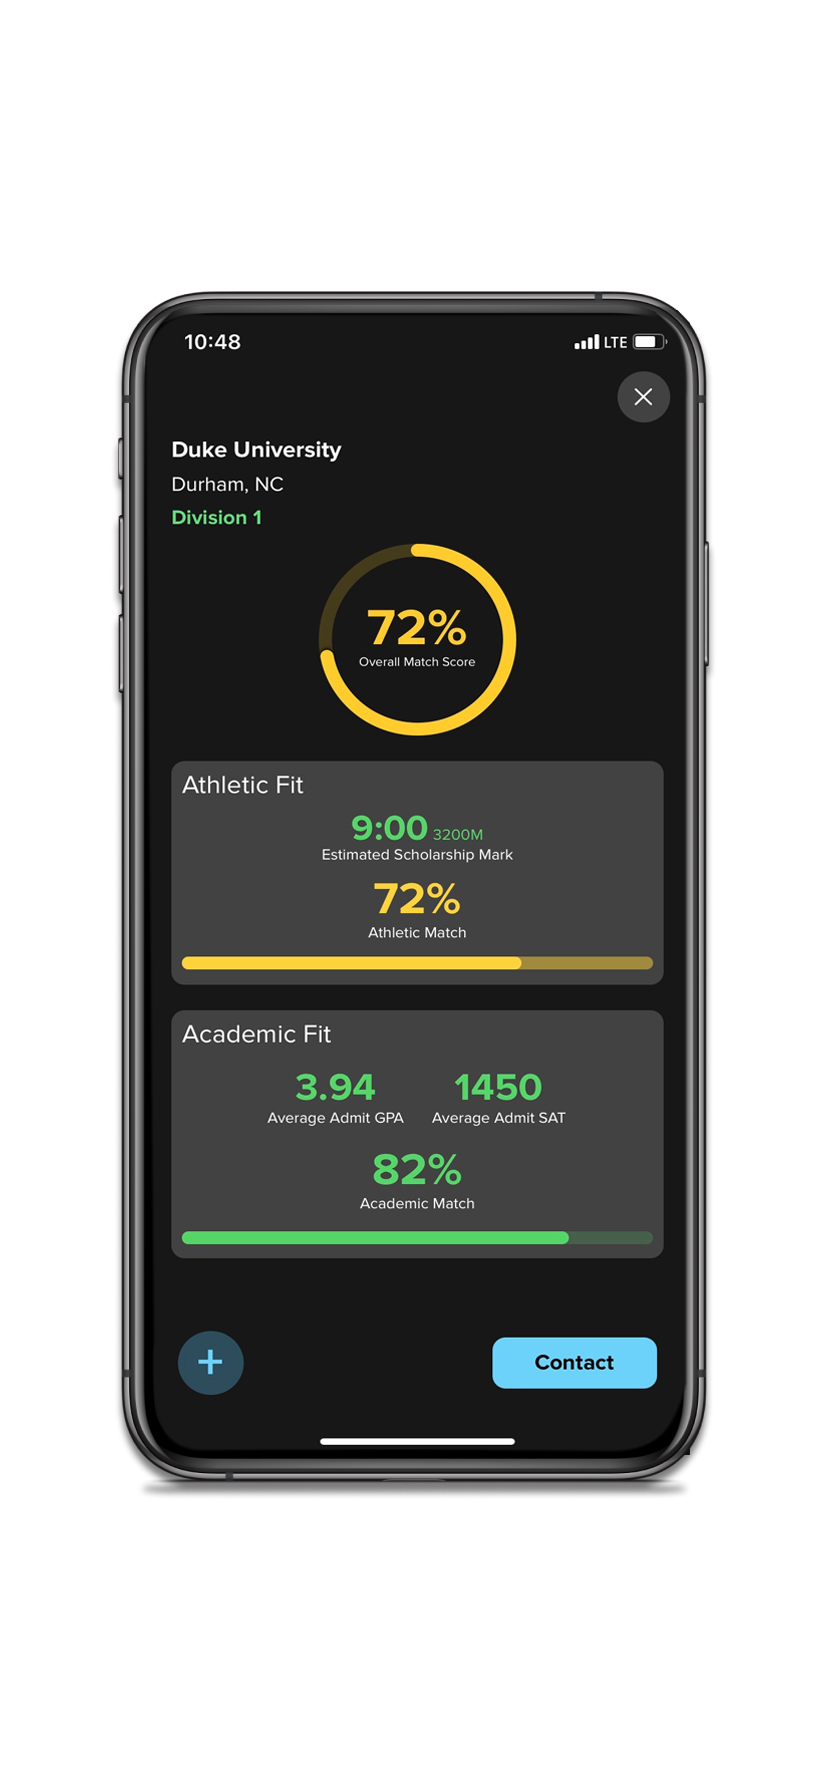 10:48 LTE
Duke University
Durham, NC
Division 1
72%
Overall Match Score
Athletic Fit
9:00 3200M
Estimated Scholarship Mark
72%
Athletic Match
Academic Fit
3.94 1450
Average Admit GPA Average Admit SAT
82%
Academic Match
+ Contact